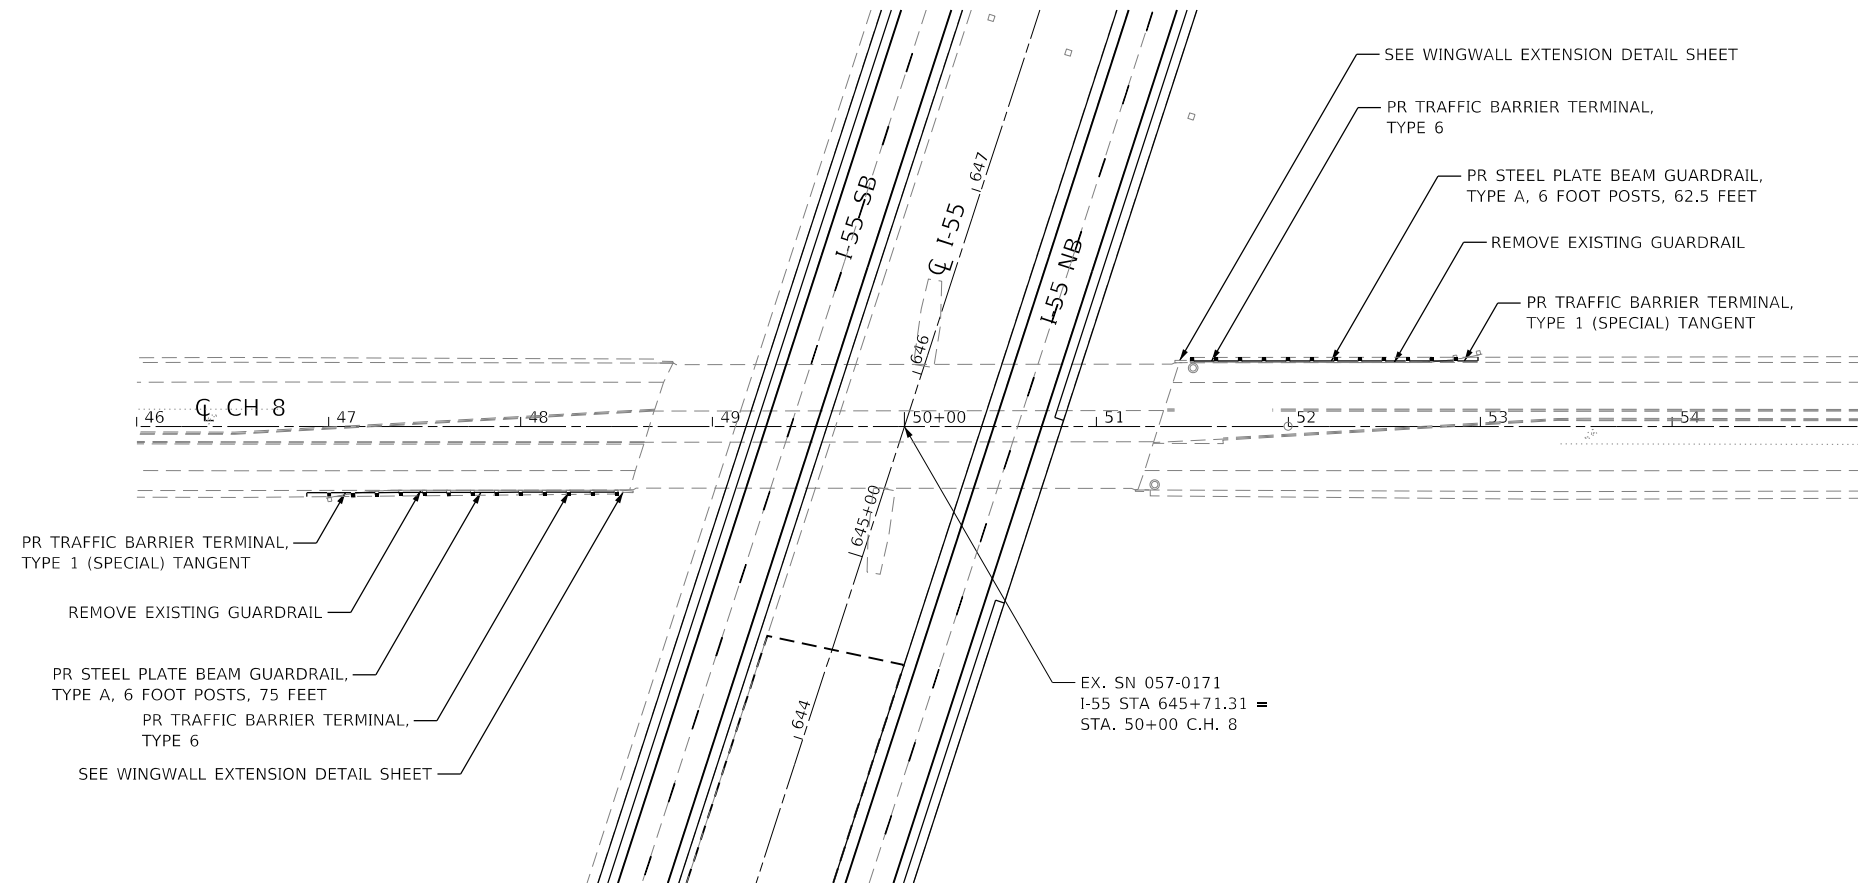 SEE WINGWALL EXTENSION DETAIL SHEET
PR TRAFFIC BARRIER TERMINAL,
TYPE 6
PR STEEL PLATE BEAM GUARDRAIL,
TYPE A, 6 FOOT POSTS, 62.5 FEET
REMOVE EXISTING GUARDRAIL
PR TRAFFIC BARRIER TERMINAL,
TYPE 1 (SPECIAL) TANGENT
647
I-55 SB
℄ I-55
I-55 NB
646
℄ CH 8
46
47
48
49
50+00
51
52
53
54
645+00
644
PR TRAFFIC BARRIER TERMINAL,
TYPE 1 (SPECIAL) TANGENT
REMOVE EXISTING GUARDRAIL
PR STEEL PLATE BEAM GUARDRAIL,
TYPE A, 6 FOOT POSTS, 75 FEET
PR TRAFFIC BARRIER TERMINAL,
TYPE 6
SEE WINGWALL EXTENSION DETAIL SHEET
EX. SN 057-0171
I-55 STA 645+71.31 =
STA. 50+00 C.H. 8